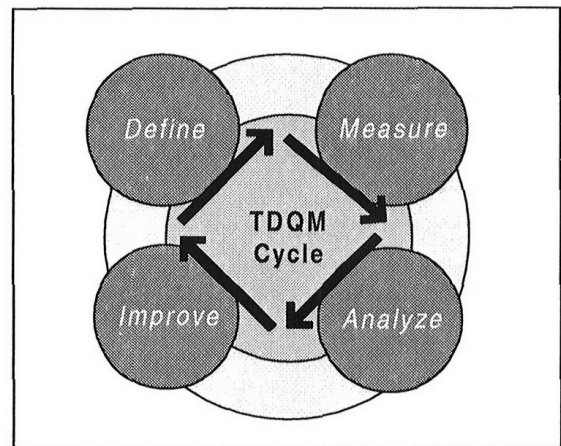 Define
Measure
TDQM
Cycle
Improve
Analyze